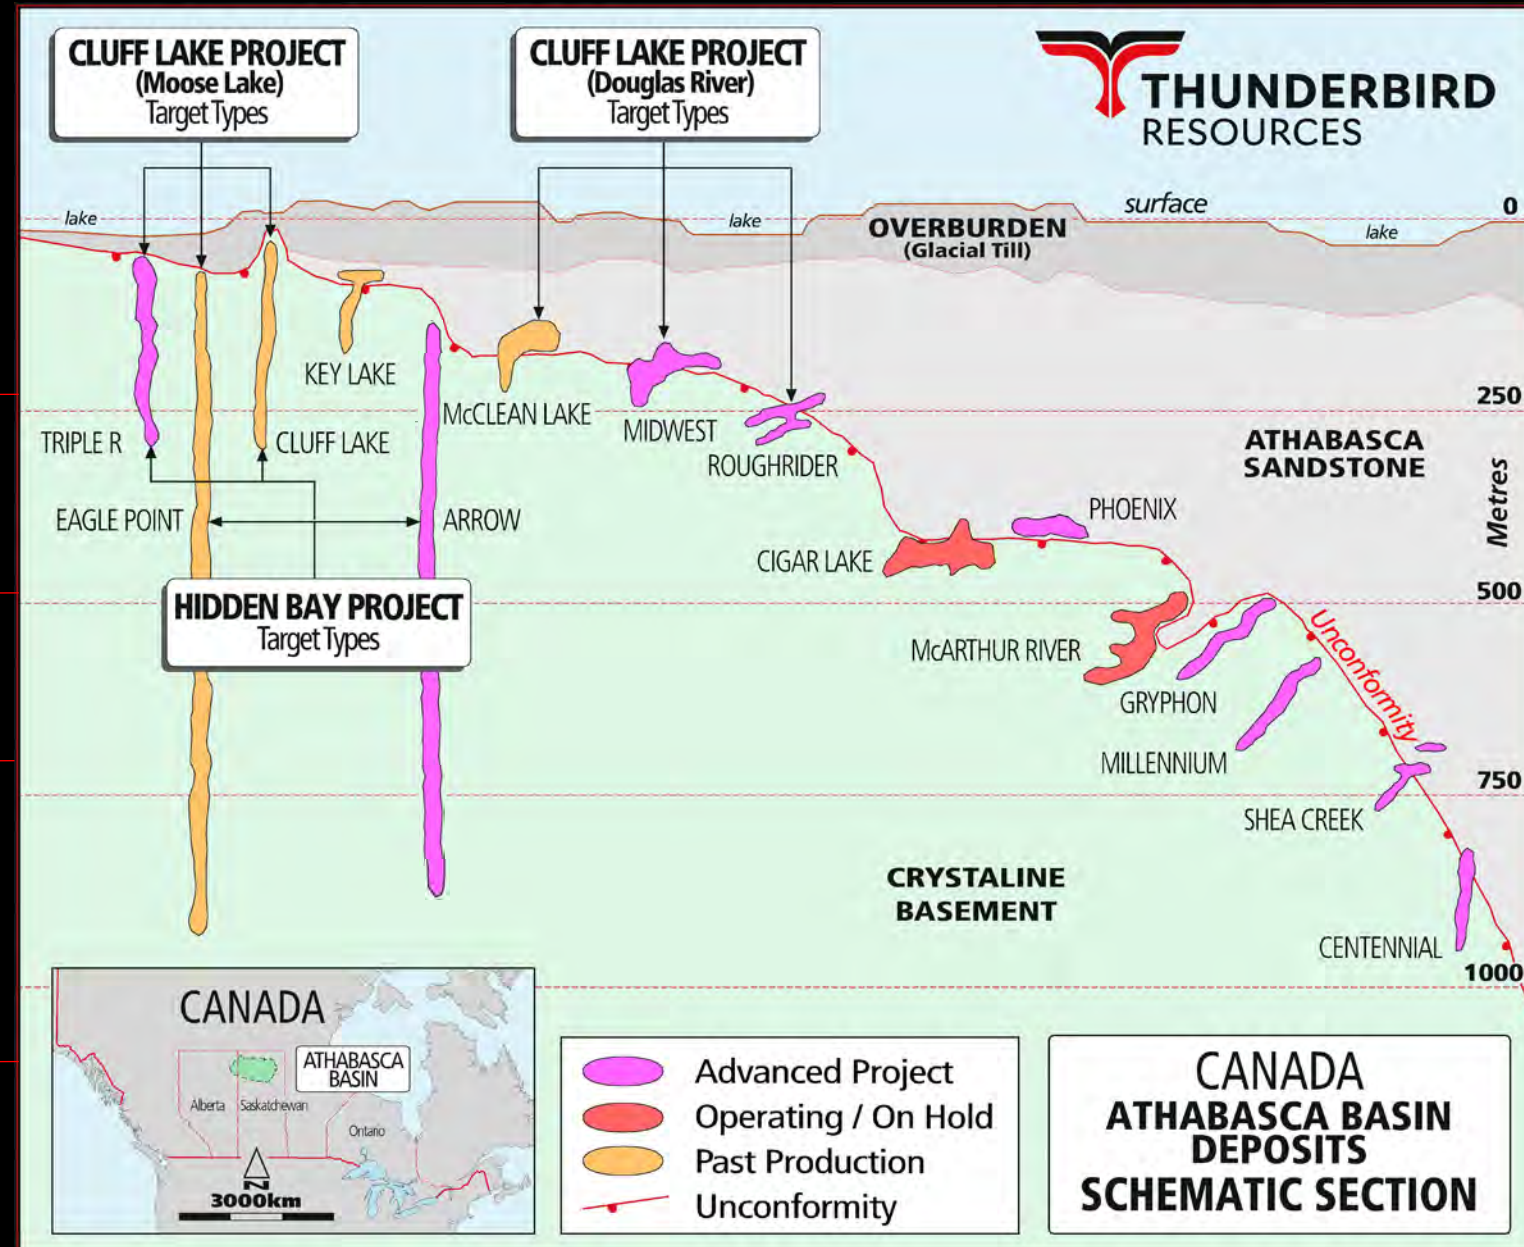 CLUFF LAKE PROJECT
(Moose Lake)
Target Types
CLUFF LAKE PROJECT
(Douglas River)
Target Types
THUNDERBIRD
RESOURCES
lake
lake
surface
lake
0
OVERBURDEN
(Glacial Till)
KEY LAKE
McCLEAN LAKE
MIDWEST
ROUGHRIDER
250
TRIPLE R
CLUFF LAKE
ATHABASCA
SANDSTONE
Metres
EAGLE POINT
ARROW
PHOENIX
CIGAR LAKE
500
HIDDEN BAY PROJECT
Target Types
McARTHUR RIVER
GRYPHON
Unconformity
MILLENNIUM
750
SHEA CREEK
CRYSTALINE
BASEMENT
CENTENNIAL
1000
CANADA
ATHABASCA
BASIN
Alberta
Saskatchewan
Ontario
N
3000km
Advanced Project
Operating / On Hold
Past Production
Unconformity
CANADA
ATHABASCA BASIN
DEPOSITS
SCHEMATIC SECTION